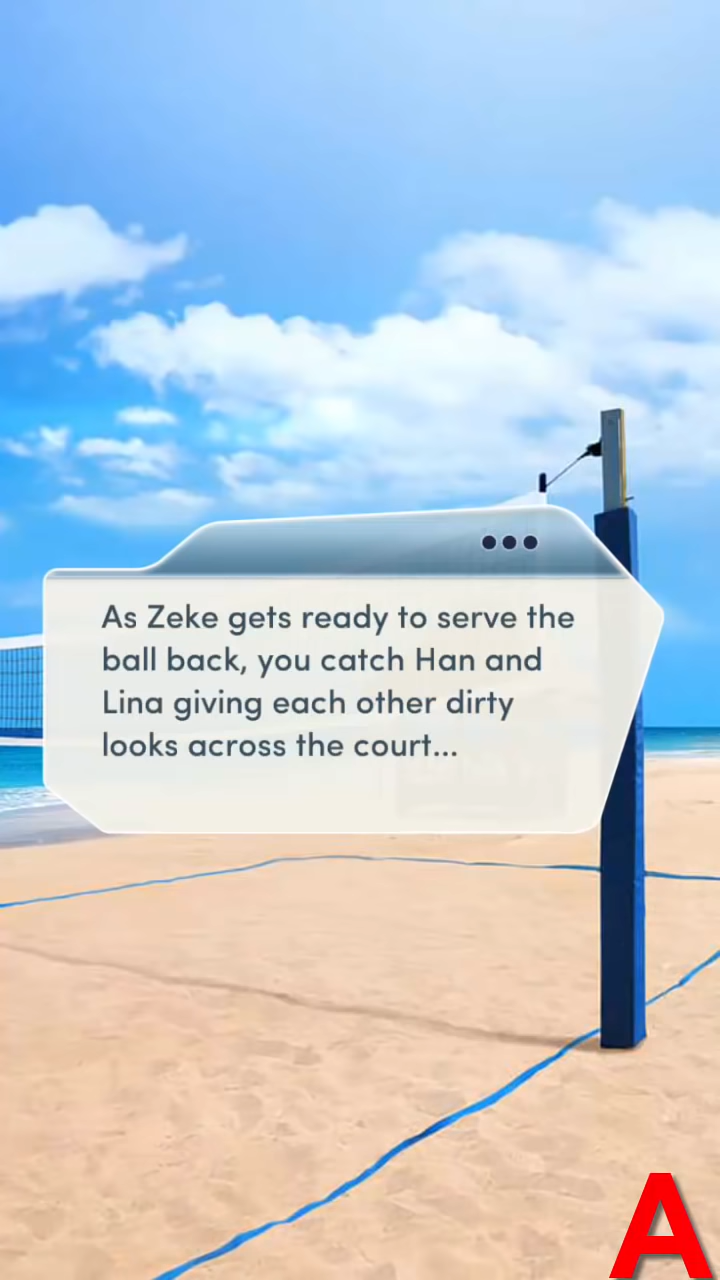 As Zeke gets ready to serve the
ball back, you catch Han and
Lina giving each other dirty
looks across the court...
A